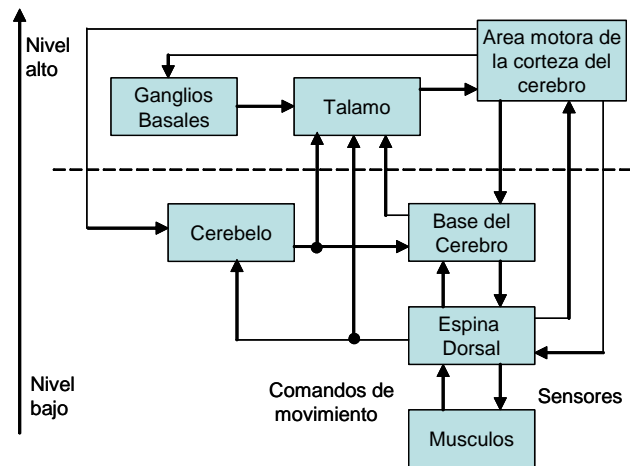 Nivel
alto
Area motora de
la corteza del
cerebro
Ganglios
Basales
Talamo
Cerebelo
Base del
Cerebro
Espina
Dorsal
Nivel
bajo
Comandos de
movimiento
Sensores
Musculos